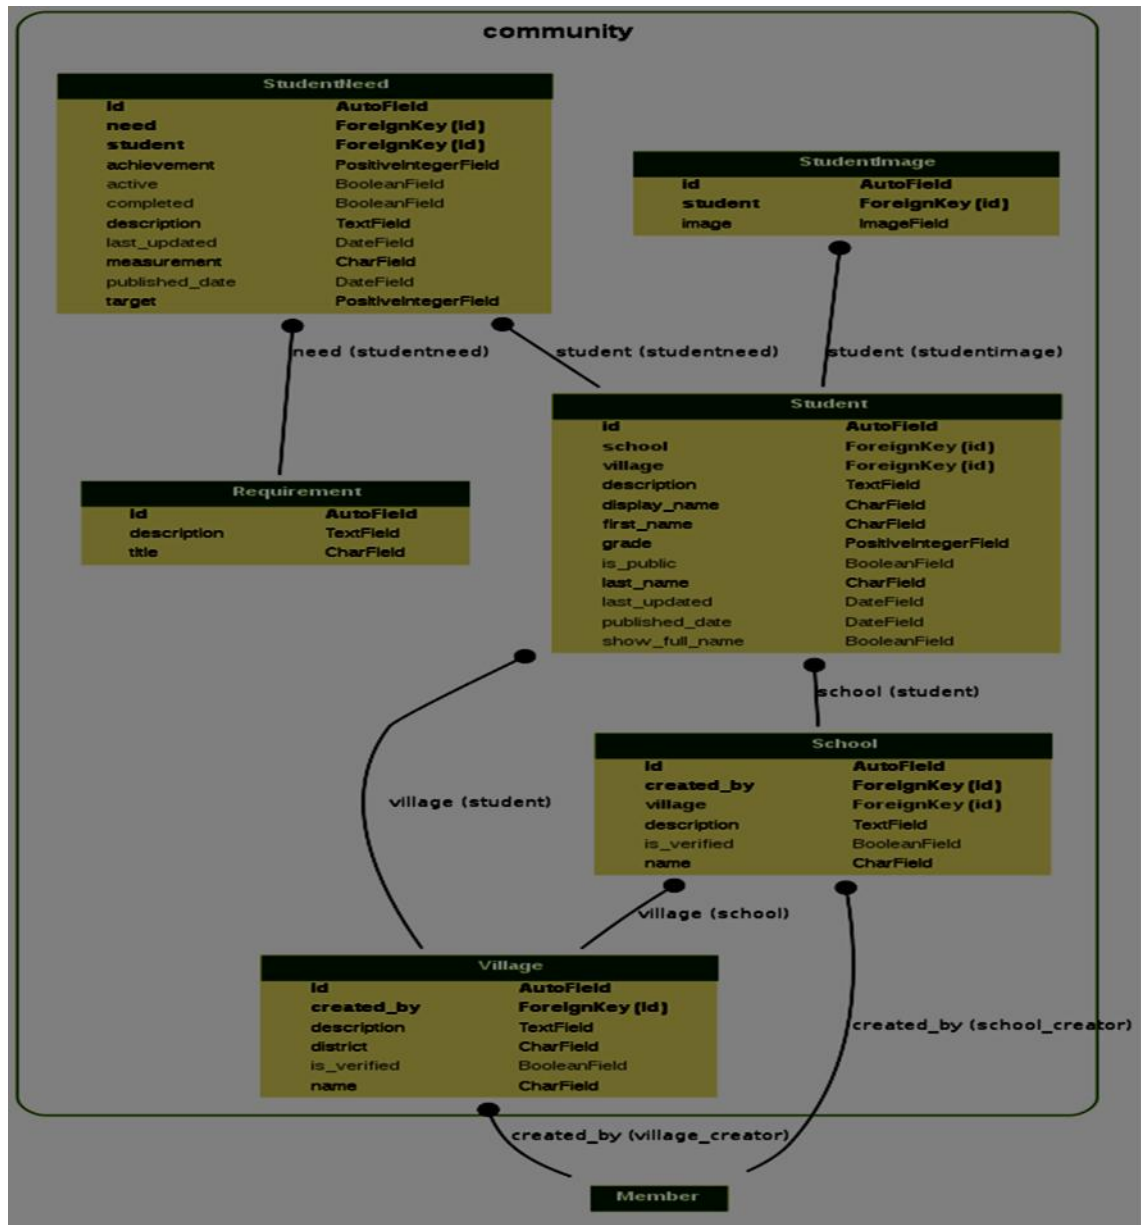 community
StudentNeed
id AutoField
need ForeignKey (id)
student ForeignKey (id)
achievement PositiveIntegerField
active BooleanField
completed BooleanField
description TextField
last_updated DateField
measurement CharField
published_date DateField
target PositiveIntegerField
StudentImage
id AutoField
student ForeignKey (id)
image ImageField
need (studentneed)
student (studentneed)
student (studentimage)
Student
id AutoField
school ForeignKey (id)
village ForeignKey (id)
description TextField
display_name CharField
first_name CharField
grade PositiveIntegerField
is_public BooleanField
last_name CharField
last_updated DateField
published_date DateField
show_full_name BooleanField
Requirement
id AutoField
description TextField
title CharField
school (student)
School
id AutoField
created_by ForeignKey (id)
village ForeignKey (id)
description TextField
is_verified BooleanField
name CharField
village (student)
village (school)
Village
id AutoField
created_by ForeignKey (id)
description TextField
district CharField
is_verified BooleanField
name CharField
created_by (school_creator)
created_by (village_creator)
Member